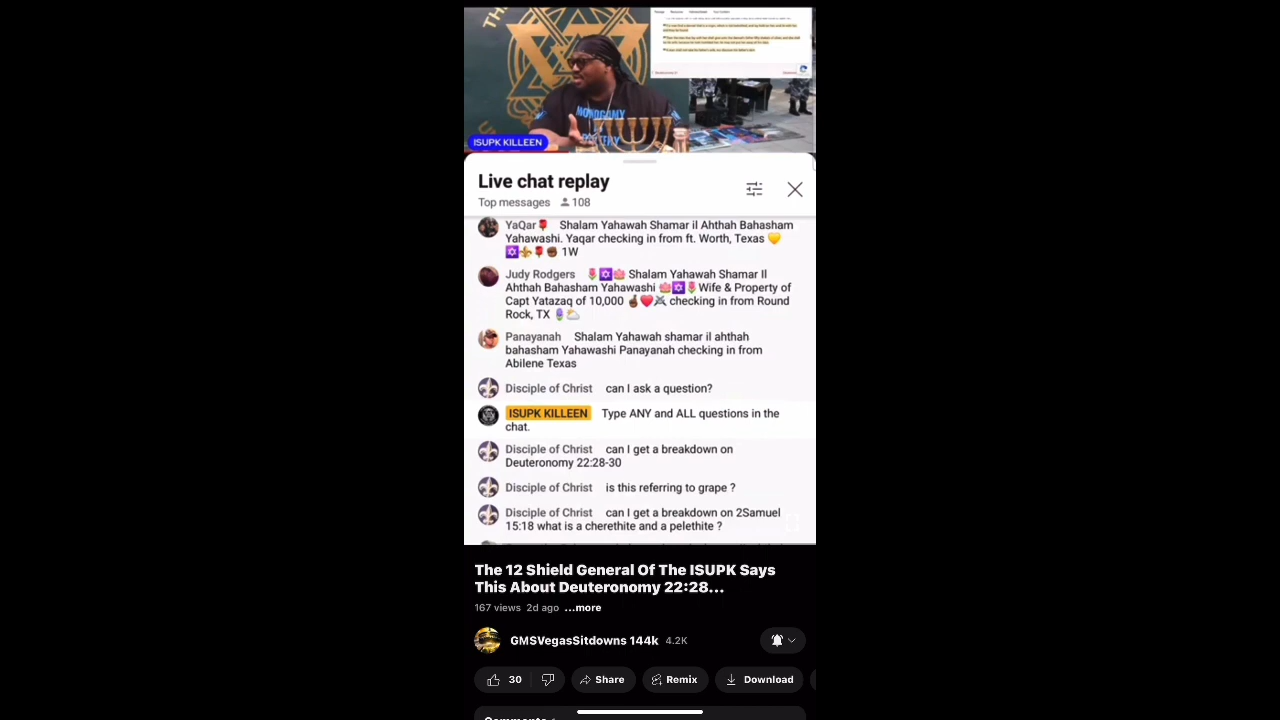 TH
MONOGAMY
ISUPK KILLEEN
Live chat replay
Top messages 108
YaQar🌹 Shalam Yahawah Shamar il Ahthah Bahasham
Yahawashi. Yaqar checking in from ft. Worth, Texas 💛
🔯⚜️🌹✊🏿 1W
Judy Rodgers 🌷🔯🪷 Shalam Yahawah Shamar Il
Ahthah Bahasham Yahawashi 🪷🔯🌷Wife & Property of
Capt Yatazaq of 10,000 ☝🏿❤️⚔️ checking in from Round
Rock, TX 🪻🌥️
Panayanah Shalam Yahawah shamar il ahthah
bahasham Yahawashi Panayanah checking in from
Abilene Texas
Disciple of Christ can I ask a question?
ISUPK KILLEEN Type ANY and ALL questions in the
chat.
Disciple of Christ can I get a breakdown on
Deuteronomy 22:28-30
Disciple of Christ is this referring to grape ?
Disciple of Christ can I get a breakdown on 2Samuel
15:18 what is a cherethite and a pelethite ?
The 12 Shield General Of The ISUPK Says
This About Deuteronomy 22:28...
167 views 2d ago ...more
GMSVegasSitdowns 144k 4.2K
30 Share Remix Download